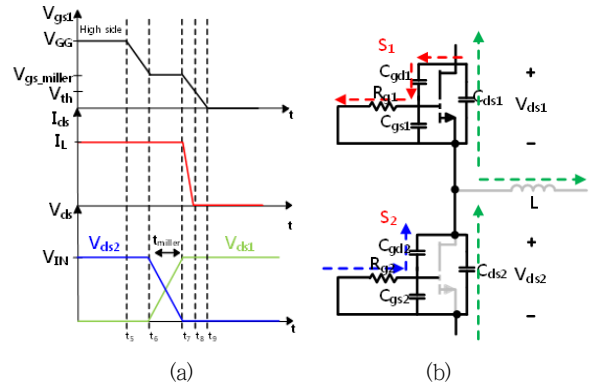 Vgs1
High side
VGG
Vgs_miller
Vth
t
Ids
IL
t
Vds
Vds2
tmiller
Vds1
VIN
t
t5 t6 t7 t8 t9
(a)
S1
Cgd1
Rg1
Cgs1
Cds1
+
Vds1
−
L
S2
Cgd2
Rg2
Cgs2
Cds2
+
Vds2
−
(b)